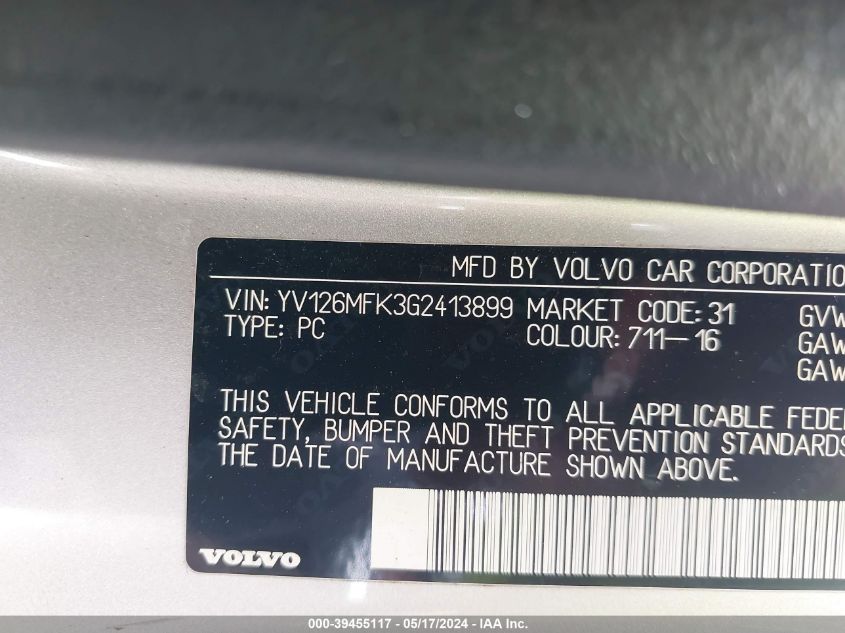 MFD BY VOLVO CAR CORPORATIO
VIN: YV126MFK3G2413899 MARKET CODE: 31 GVW
TYPE: PC COLOUR: 711-16 GAW
GAW
THIS VEHICLE CONFORMS TO ALL APPLICABLE FEDER
SAFETY, BUMPER AND THEFT PREVENTION STANDARDS
THE DATE OF MANUFACTURE SHOWN ABOVE.
VOLVO
000-39455117 - 05/17/2024 - IAA Inc.